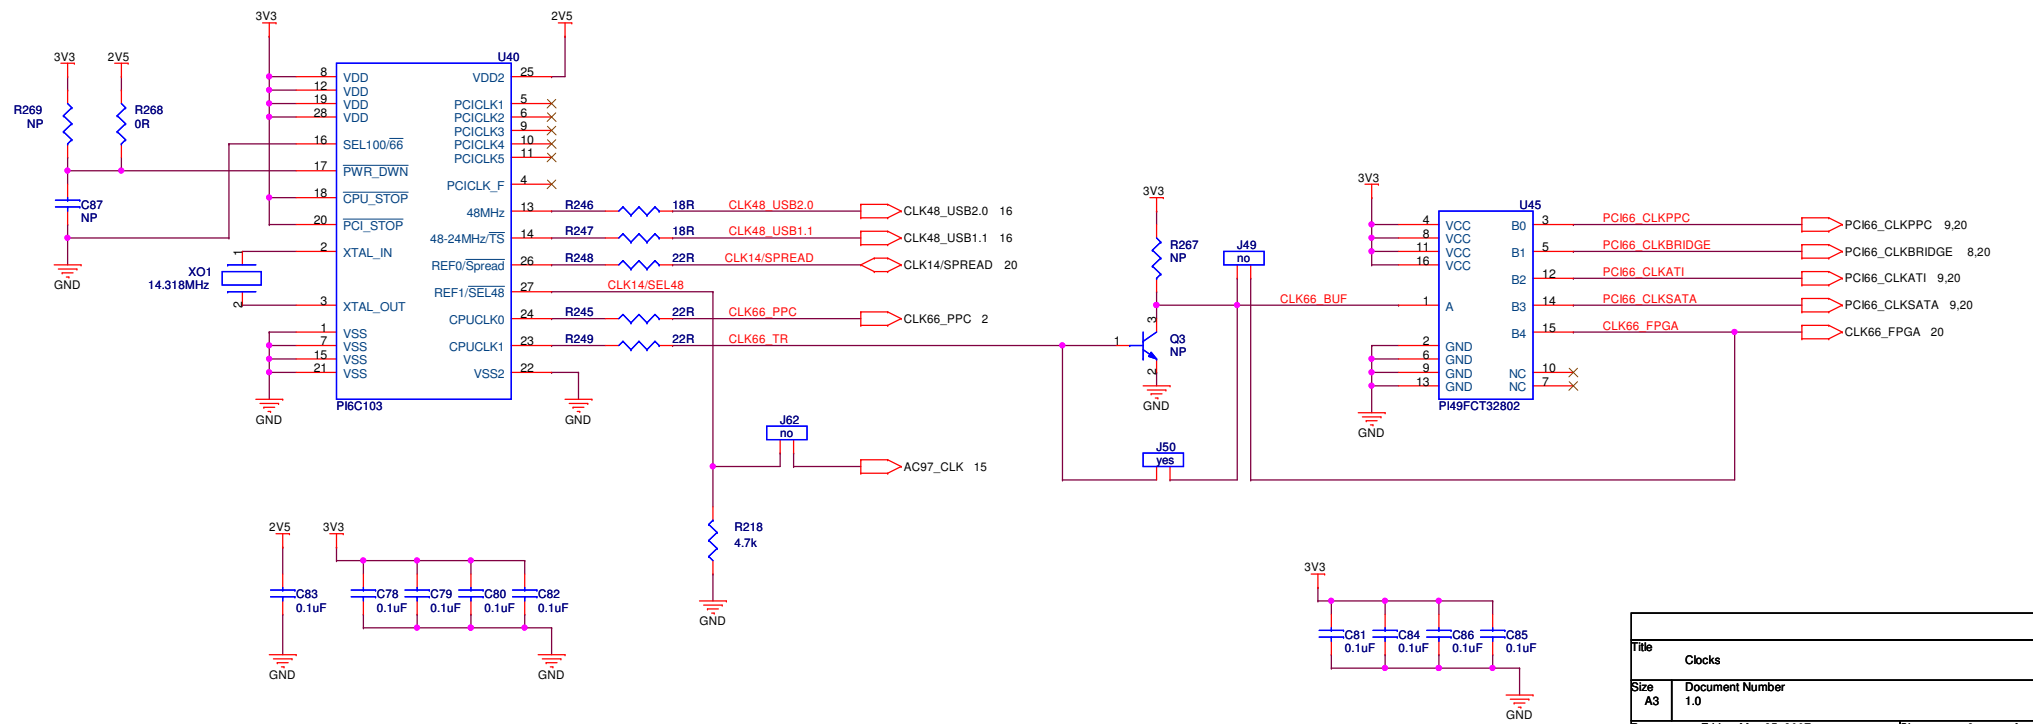 3V3
2V5
3V3
2V5
R269
NP
R268
0R
C87
NP
GND
U40
8 VDD
12 VDD
19 VDD
28 VDD
16 SEL100/66
17 PWR_DWN
18 CPU_STOP
20 PCI_STOP
2 XTAL_IN
3 XTAL_OUT
1 VSS
7 VSS
15 VSS
21 VSS
VDD2 25
PCICLK1 5
PCICLK2 6
PCICLK3 9
PCICLK4 10
PCICLK5 11
PCICLK_F 4
48MHz 13
48-24MHz/TS 14
REF0/Spread 26
REF1/SEL48 27
CPUCLK0 24
CPUCLK1 23
VSS2 22
PI6C103
1
XO1
14.318MHz
2
GND
GND
R246 18R CLK48_USB2.0 CLK48_USB2.0 16
R247 18R CLK48_USB1.1 CLK48_USB1.1 16
R248 22R CLK14/SPREAD CLK14/SPREAD 20
CLK14/SEL48
R245 22R CLK66_PPC CLK66_PPC 2
R249 22R CLK66_TR
J62
no
AC97_CLK 15
R218
4.7k
GND
3V3
R267
NP
3
1
Q3
NP
2
GND
J49
no
J50
yes
CLK66_BUF
3V3
U45
4 VCC
8 VCC
11 VCC
16 VCC
1 A
2 GND
6 GND
9 GND
13 GND
B0 3
B1 5
B2 12
B3 14
B4 15
NC 10
NC 7
PI49FCT32802
GND
PCI66_CLKPPC PCI66_CLKPPC 9,20
PCI66_CLKBRIDGE PCI66_CLKBRIDGE 8,20
PCI66_CLKATI PCI66_CLKATI 9,20
PCI66_CLKSATA PCI66_CLKSATA 9,20
CLK66_FPGA CLK66_FPGA 20
2V5
3V3
C83
0.1uF
C78
0.1uF
C79
0.1uF
C80
0.1uF
C82
0.1uF
GND
GND
3V3
C81
0.1uF
C84
0.1uF
C86
0.1uF
C85
0.1uF
GND
Title
Clocks
Size
A3
Document Number
1.0